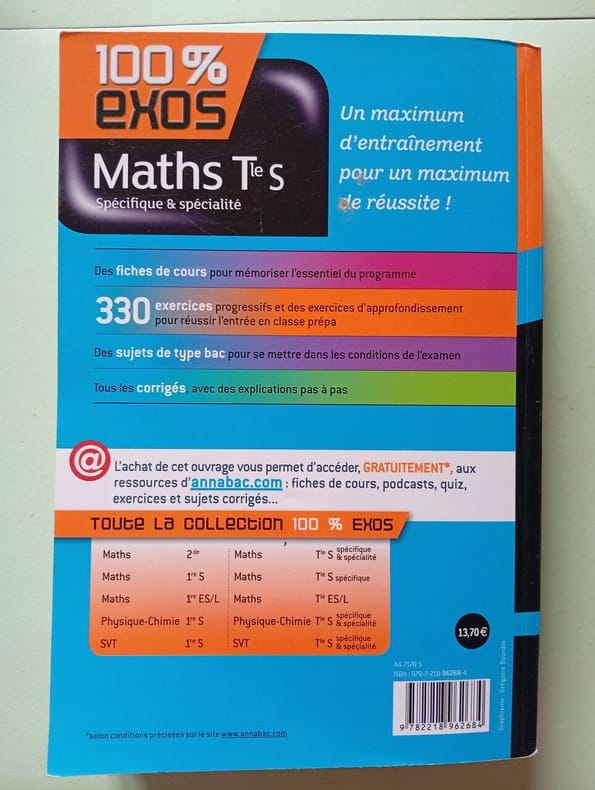 100 %
exos
Maths Tle S
Spécifique & spécialité
Un maximum
d'entraînement
pour un maximum
de réussite !
Des fiches de cours pour mémoriser l'essentiel du programme
330 exercices progressifs et des exercices d'approfondissement
pour réussir l'entrée en classe prépa
Des sujets de type bac pour se mettre dans les conditions de l'examen
Tous les corrigés, avec des explications pas à pas
@
L'achat de cet ouvrage vous permet d'accéder, GRATUITEMENT*, aux
ressources d'annabac.com : fiches de cours, podcasts, quiz,
exercices et sujets corrigés...
Toute la collection 100 % exos
Maths 2de Maths Tle S spécifique & spécialité
Maths 1re S Maths Tle S spécifique
Maths 1re ES/L Maths Tle ES/L
Physique-Chimie 1re S Physique-Chimie Tle S spécifique & spécialité
SVT 1re S SVT Tle S spécifique & spécialité
13,70 €
44 7179 5
ISBN : 978-2-218-96268-4
9 782218 962684
Graphisme : Grégoire Bourdin
*selon conditions précisées sur le site www.annabac.com